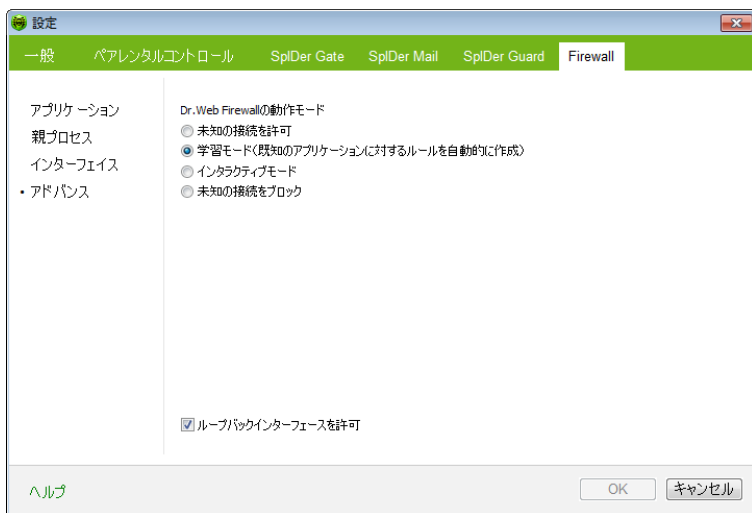 設定
一般 ペアレンタルコントロール SpIDer Gate SpIDer Mail SpIDer Guard Firewall
アプリケーション
親プロセス
インターフェイス
・アドバンス
Dr.Web Firewallの動作モード
未知の接続を許可
学習モード(既知のアプリケーションに対するルールを自動的に作成)
インタラクティブモード
未知の接続をブロック
ループバックインターフェースを許可
ヘルプ
OK キャンセル